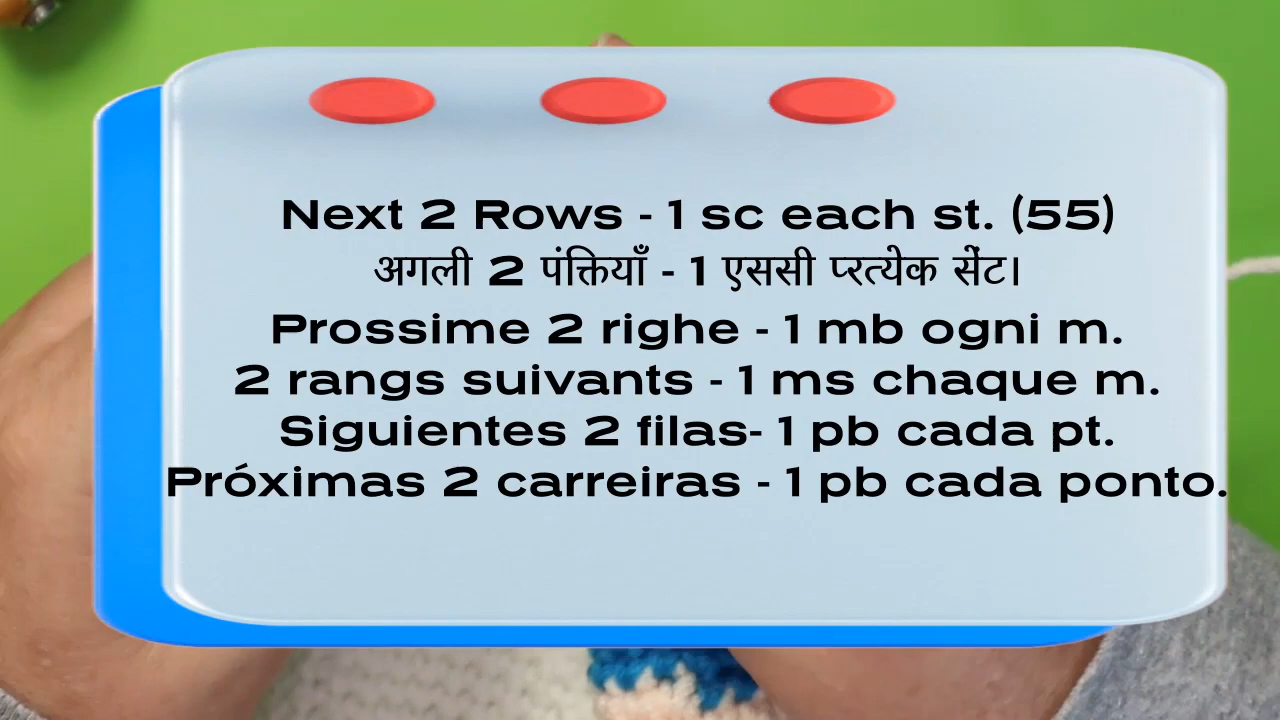 Next 2 Rows - 1 sc each st. (55)
अगली 2 पंक्तियाँ - 1 एससी प्रत्येक सेंट।
Prossime 2 righe - 1 mb ogni m.
2 rangs suivants - 1 ms chaque m.
Siguientes 2 filas- 1 pb cada pt.
Próximas 2 carreiras - 1 pb cada ponto.